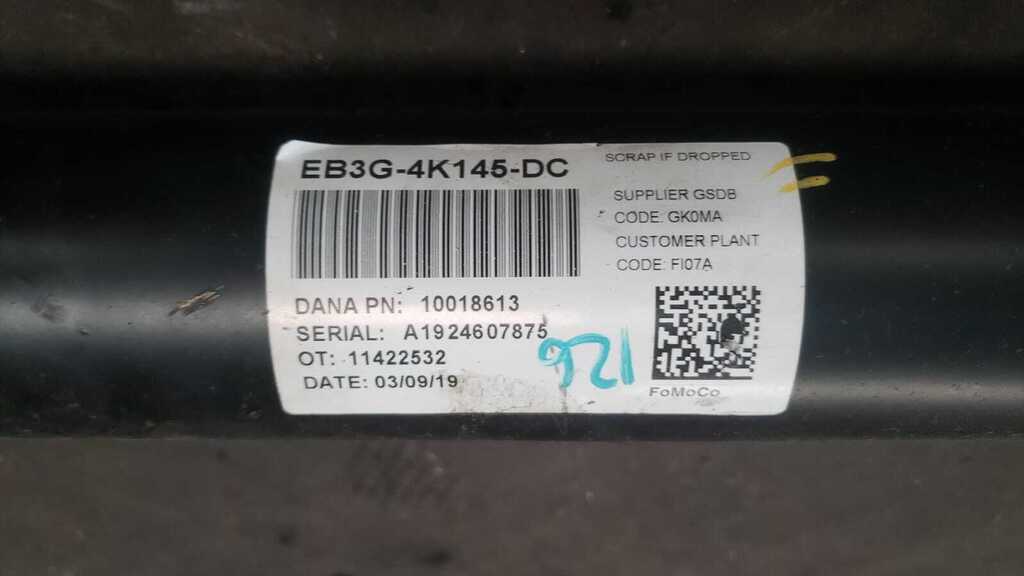 EB3G-4K145-DC
SCRAP IF DROPPED
SUPPLIER GSDB
CODE: GK0MA
CUSTOMER PLANT
CODE: FI07A
DANA PN: 10018613
SERIAL: A1924607875
OT: 11422532
DATE: 03/09/19
FoMoCo